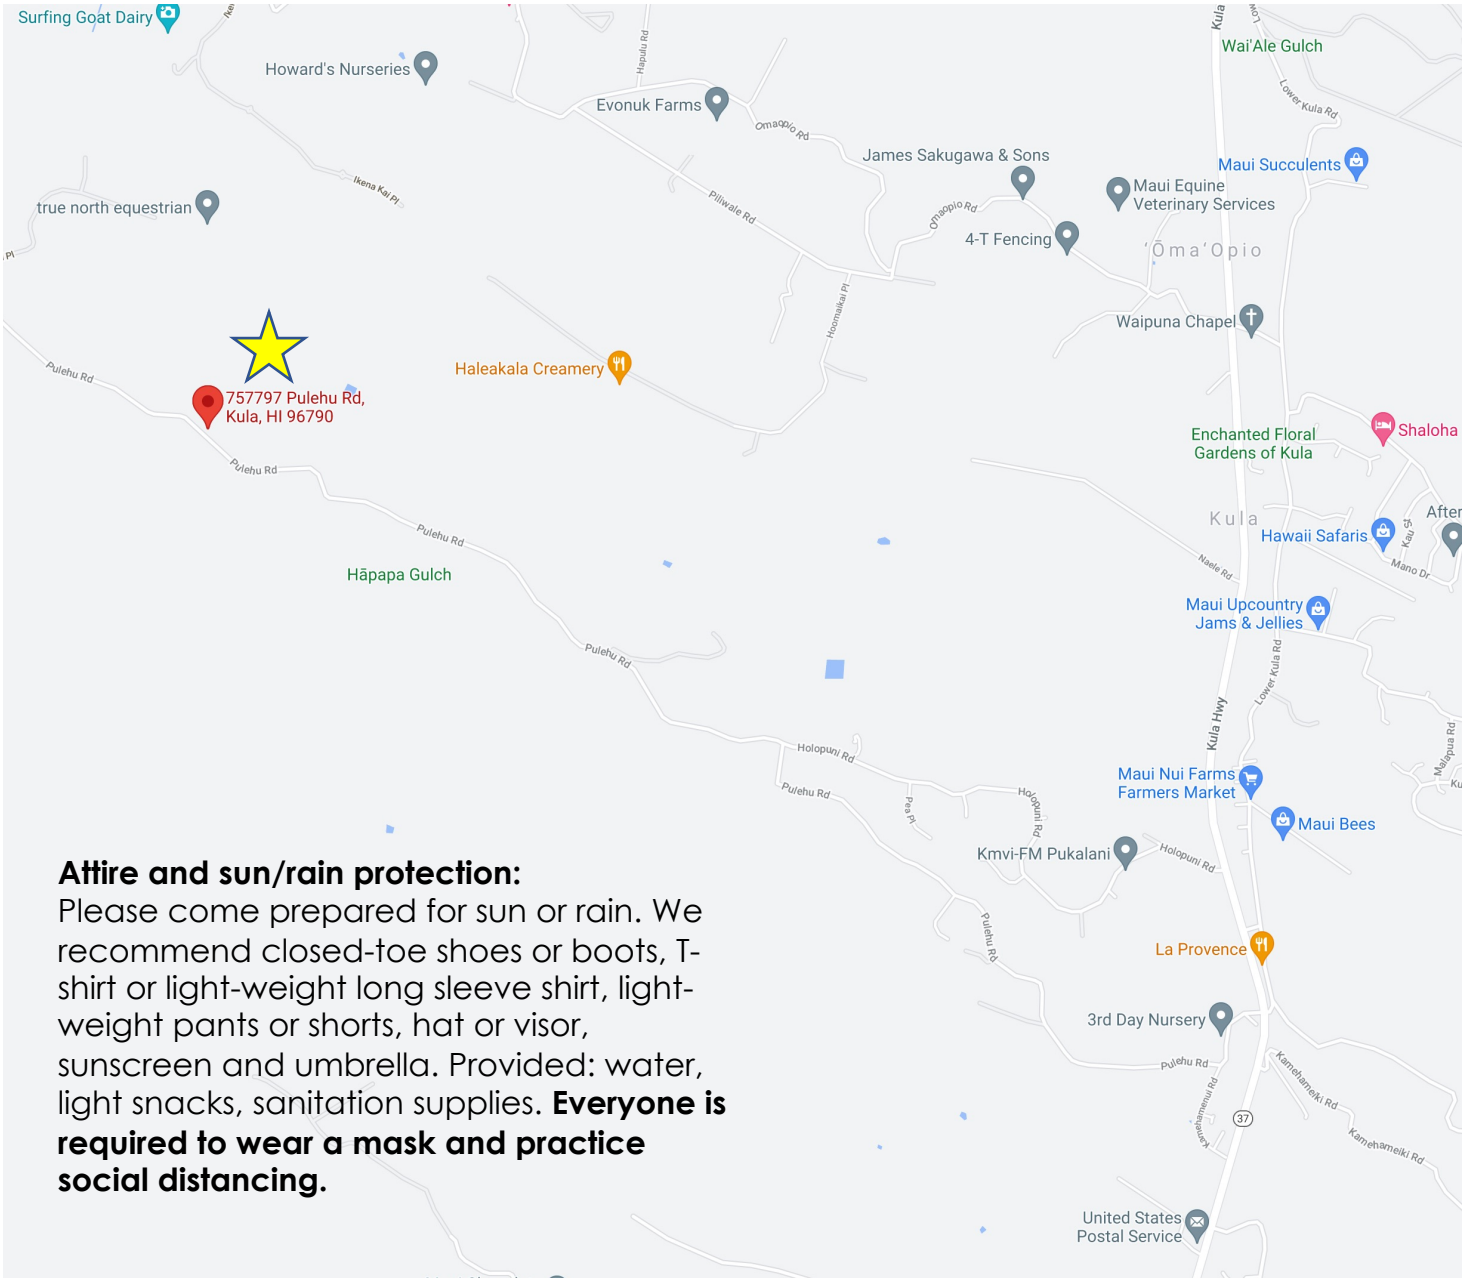 Surfing Goat Dairy
Kula
Low
Wai'Ale Gulch
Howard's Nurseries
Hapulu Rd
Evonuk Farms
Lower Kula Rd
Omaopio Rd
James Sakugawa & Sons
Maui Succulents
Ikena Kai Pl
true north equestrian
Piliwale Rd
Omaopio Rd
Maui Equine
Veterinary Services
4-T Fencing
ʻŌmaʻOpio
Pl
Hoomaikai Pl
Waipuna Chapel
Pulehu Rd
Haleakala Creamery
757797 Pulehu Rd,
Kula, HI 96790
Enchanted Floral
Gardens of Kula
Shaloha
Pulehu Rd
Kula
After
Pulehu Rd
Hawaii Safaris
Kau St
Hāpapa Gulch
Naele Rd
Mano Dr
Maui Upcountry
Jams & Jellies
Pulehu Rd
Lower Kula Rd
Kula Hwy
Malapua Rd
Holopuni Rd
Maui Nui Farms
Farmers Market
Ku
Pulehu Rd
Pea Pl
Holopuni Rd
Maui Bees
Kmvi-FM Pukalani
Holopuni Rd
Attire and sun/rain protection:
Please come prepared for sun or rain. We
recommend closed-toe shoes or boots, T-
shirt or light-weight long sleeve shirt, light-
weight pants or shorts, hat or visor,
sunscreen and umbrella. Provided: water,
light snacks, sanitation supplies. Everyone is
required to wear a mask and practice
social distancing.
Pulehu Rd
La Provence
3rd Day Nursery
Pulehu Rd
Kamehamenui Rd
Kamehameiki Rd
37
Kamehameiki Rd
United States
Postal Service